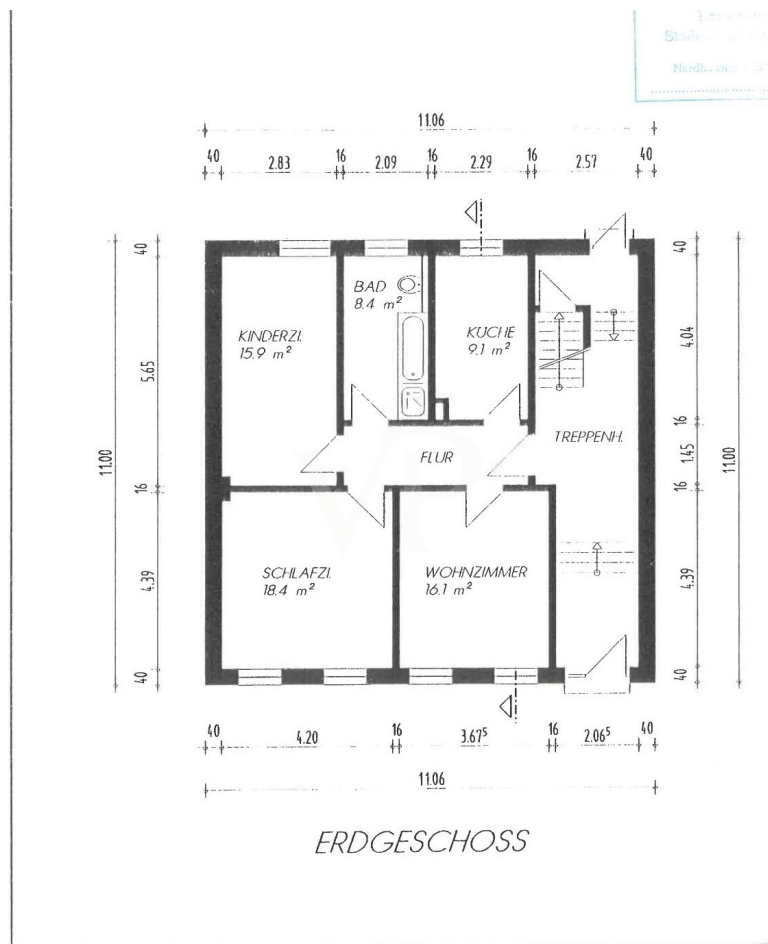 11.06
40 2.83 16 2.09 16 2.29 16 2.57 40
40
5.65
16
4.39
40
11.00
BAD
8.4 m²
KINDERZI.
15.9 m²
KÜCHE
9.1 m²
FLUR
TREPPENH.
SCHLAFZI.
18.4 m²
WOHNZIMMER
16.1 m²
40
4.04
16
1.45
16
4.39
40
11.00
40 4.20 16 3.67⁵ 16 2.06⁵ 40
11.06
ERDGESCHOSS